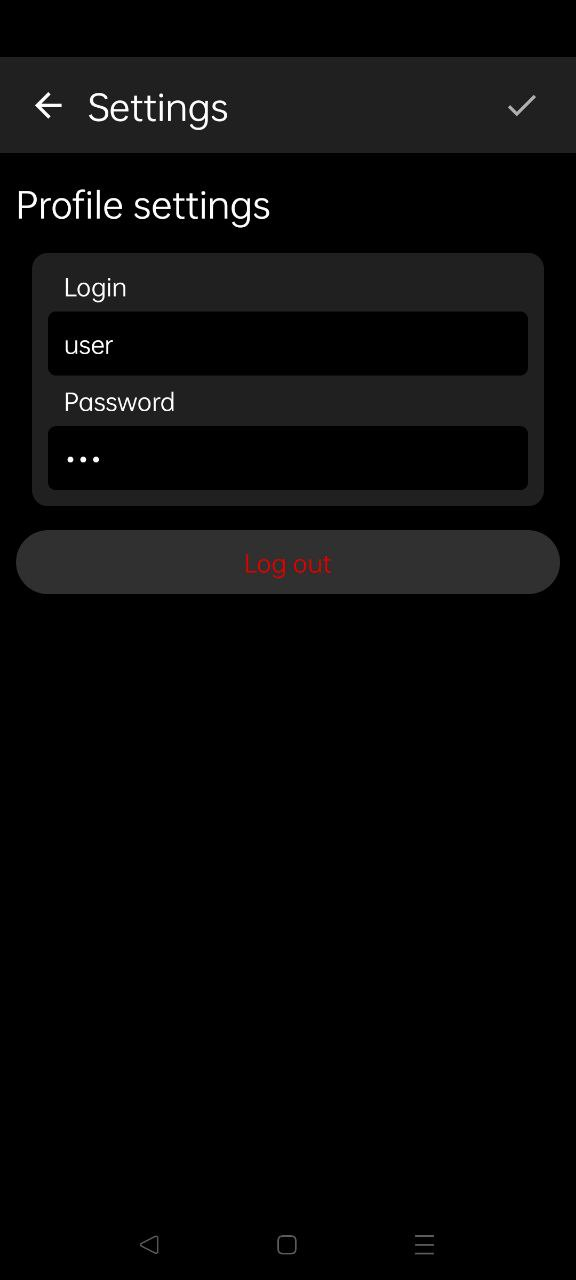 Settings
Profile settings
Login
user
Password
•••
Log out